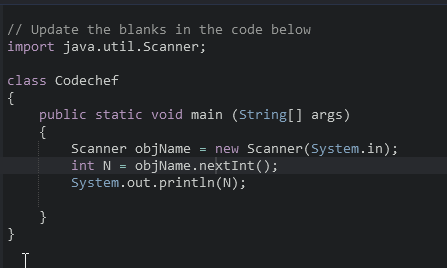 // Update the blanks in the code below
import java.util.Scanner;
class Codechef
{
public static void main (String[] args)
{
Scanner objName = new Scanner(System.in);
int N = objName.nextInt();
System.out.println(N);
}
}